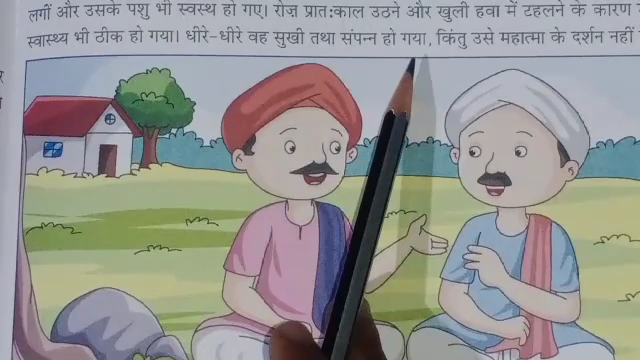 लगीं और उसके पशु भी स्वस्थ हो गए। रोज़ प्रात:काल उठने और खुली हवा में टहलने के कारण
स्वास्थ्य भी ठीक हो गया। धीरे-धीरे वह सुखी तथा संपन्न हो गया, किंतु उसे महात्मा के दर्शन नहीं